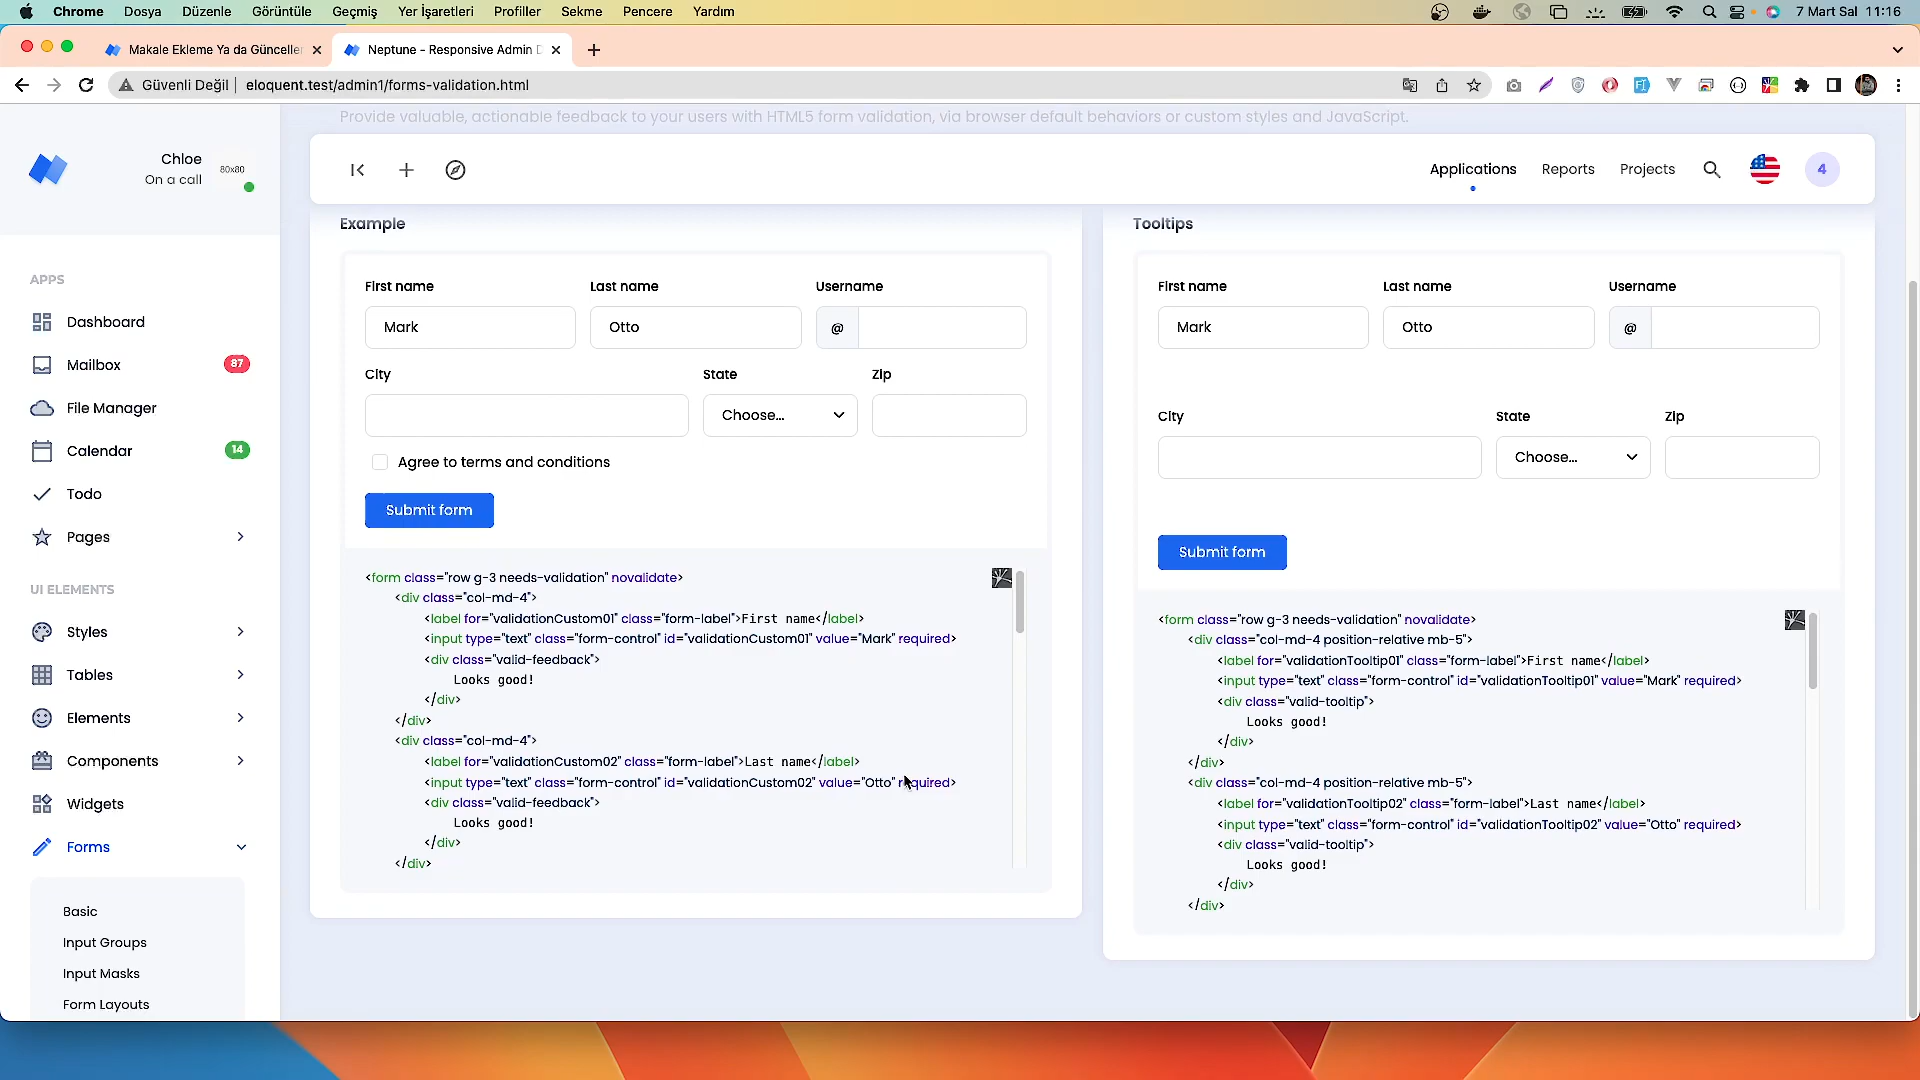 Chrome Dosya Düzenle Görüntüle Geçmiş Yer İşaretleri Profiller Sekme Pencere Yardım 7 Mart Sal 11:16
Makale Ekleme Ya da Güncelle
Neptune - Responsive Admin D
Güvenli Değil eloquent.test/admin1/forms-validation.html
Provide valuable, actionable feedback to your users with HTML5 form validation, via browser default behaviors or custom styles and JavaScript.
Chloe
On a call
80x80
Applications Reports Projects 4
APPS
Dashboard
Mailbox 87
File Manager
Calendar 14
Todo
Pages
UI ELEMENTS
Styles
Tables
Elements
Components
Widgets
Forms
Basic
Input Groups
Input Masks
Form Layouts
Example
First name Last name Username
Mark Otto @
City State Zip
Choose...
Agree to terms and conditions
Submit form
<form class="row g-3 needs-validation" novalidate>
<div class="col-md-4">
<label for="validationCustom01" class="form-label">First name</label>
<input type="text" class="form-control" id="validationCustom01" value="Mark" required>
<div class="valid-feedback">
Looks good!
</div>
</div>
<div class="col-md-4">
<label for="validationCustom02" class="form-label">Last name</label>
<input type="text" class="form-control" id="validationCustom02" value="Otto" required>
<div class="valid-feedback">
Looks good!
</div>
</div>
Tooltips
First name Last name Username
Mark Otto @
City State Zip
Choose...
Submit form
<form class="row g-3 needs-validation" novalidate>
<div class="col-md-4 position-relative mb-5">
<label for="validationTooltip01" class="form-label">First name</label>
<input type="text" class="form-control" id="validationTooltip01" value="Mark" required>
<div class="valid-tooltip">
Looks good!
</div>
</div>
<div class="col-md-4 position-relative mb-5">
<label for="validationTooltip02" class="form-label">Last name</label>
<input type="text" class="form-control" id="validationTooltip02" value="Otto" required>
<div class="valid-tooltip">
Looks good!
</div>
</div>